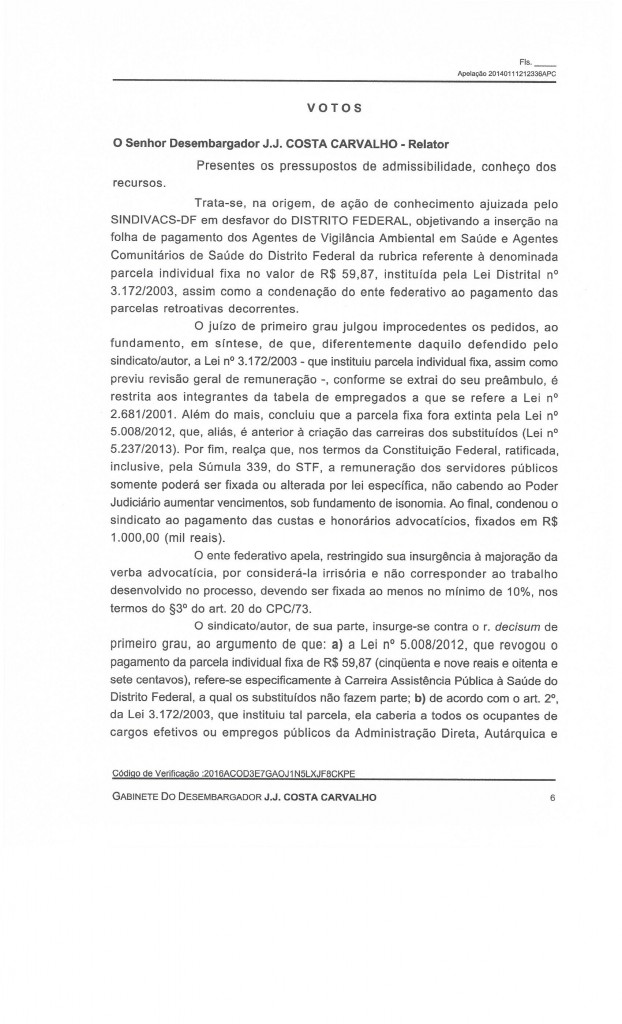 Fls. ____
Apelação 20140111212336APC
VOTOS
O Senhor Desembargador J.J. COSTA CARVALHO - Relator
Presentes os pressupostos de admissibilidade, conheço dos
recursos.
Trata-se, na origem, de ação de conhecimento ajuizada pelo
SINDIVACS-DF em desfavor do DISTRITO FEDERAL, objetivando a inserção na
folha de pagamento dos Agentes de Vigilância Ambiental em Saúde e Agentes
Comunitários de Saúde do Distrito Federal da rubrica referente à denominada
parcela individual fixa no valor de R$ 59,87, instituída pela Lei Distrital nº
3.172/2003, assim como a condenação do ente federativo ao pagamento das
parcelas retroativas decorrentes.
O juízo de primeiro grau julgou improcedentes os pedidos, ao
fundamento, em síntese, de que, diferentemente daquilo defendido pelo
sindicato/autor, a Lei nº 3.172/2003 - que instituiu parcela individual fixa, assim como
previu revisão geral de remuneração -, conforme se extrai do seu preâmbulo, é
restrita aos integrantes da tabela de empregados a que se refere a Lei nº
2.681/2001. Além do mais, concluiu que a parcela fixa fora extinta pela Lei nº
5.008/2012, que, aliás, é anterior à criação das carreiras dos substituídos (Lei nº
5.237/2013). Por fim, realça que, nos termos da Constituição Federal, ratificada,
inclusive, pela Súmula 339, do STF, a remuneração dos servidores públicos
somente poderá ser fixada ou alterada por lei específica, não cabendo ao Poder
Judiciário aumentar vencimentos, sob fundamento de isonomia. Ao final, condenou o
sindicato ao pagamento das custas e honorários advocatícios, fixados em R$
1.000,00 (mil reais).
O ente federativo apela, restringido sua insurgência à majoração da
verba advocatícia, por considerá-la irrisória e não corresponder ao trabalho
desenvolvido no processo, devendo ser fixada ao menos no mínimo de 10%, nos
termos do §3º do art. 20 do CPC/73.
O sindicato/autor, de sua parte, insurge-se contra o r. decisum de
primeiro grau, ao argumento de que: a) a Lei nº 5.008/2012, que revogou o
pagamento da parcela individual fixa de R$ 59,87 (cinqüenta e nove reais e oitenta e
sete centavos), refere-se especificamente à Carreira Assistência Pública à Saúde do
Distrito Federal, a qual os substituídos não fazem parte; b) de acordo com o art. 2º,
da Lei 3.172/2003, que instituiu tal parcela, ela caberia a todos os ocupantes de
cargos efetivos ou empregos públicos da Administração Direta, Autárquica e
Código de Verificação :2016ACOD3E7GAOJ1N5LXJF8CKPE
GABINETE DO DESEMBARGADOR J.J. COSTA CARVALHO 6